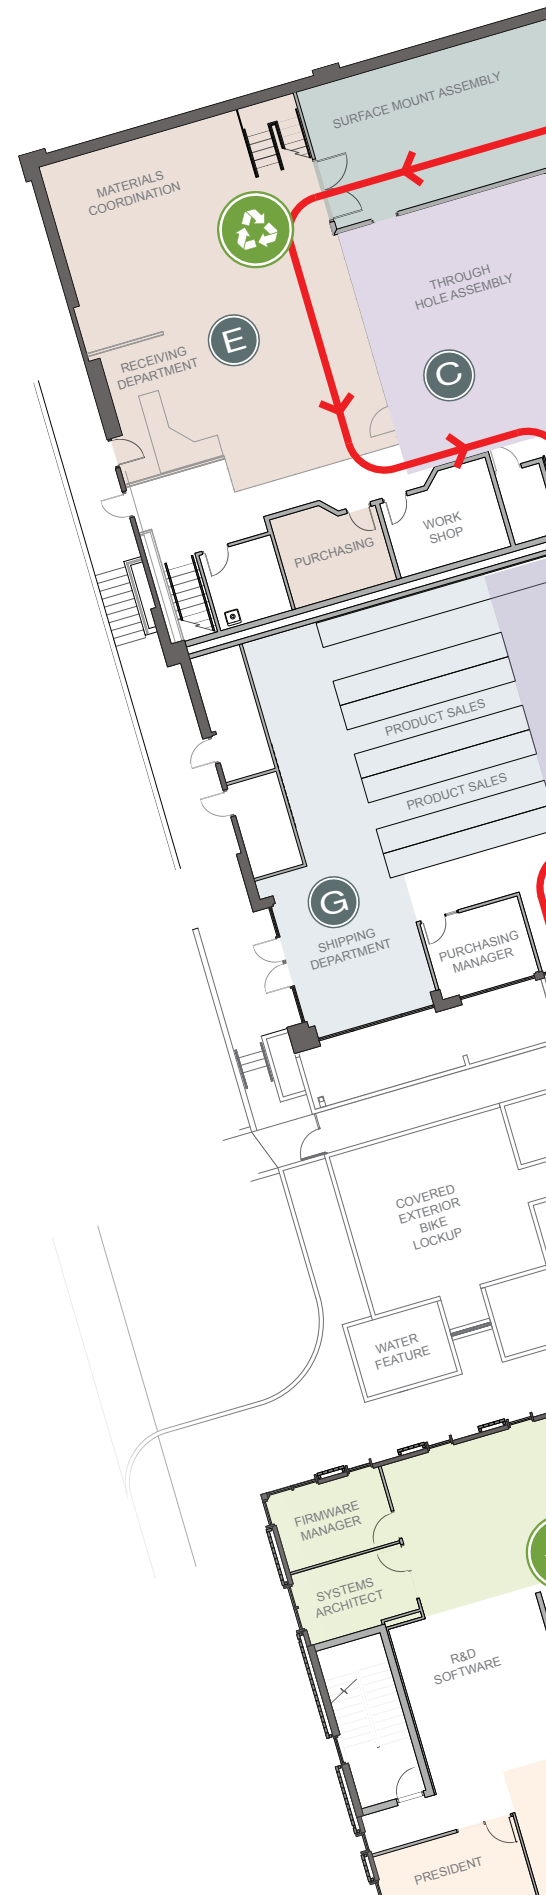 SURFACE MOUNT ASSEMBLY
MATERIALS
COORDINATION
THROUGH
HOLE ASSEMBLY
E
RECEIVING
DEPARTMENT
C
WORK
SHOP
PURCHASING
PRODUCT SALES
PRODUCT SALES
G
SHIPPING
DEPARTMENT
PURCHASING
MANAGER
COVERED
EXTERIOR
BIKE
LOCKUP
WATER
FEATURE
FIRMWARE
MANAGER
SYSTEMS
ARCHITECT
R&D
SOFTWARE
PRESIDENT